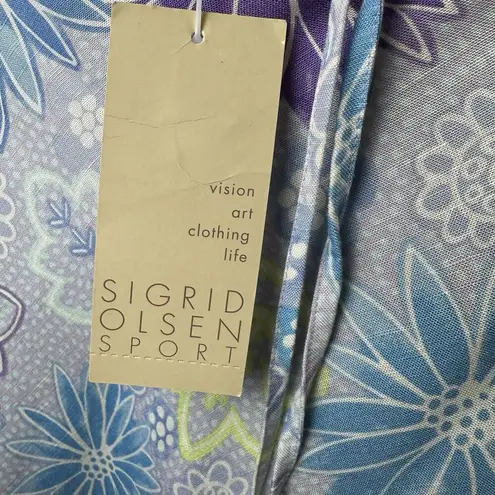 vision
art
clothing
life
SIGRID
OLSEN
SPORT